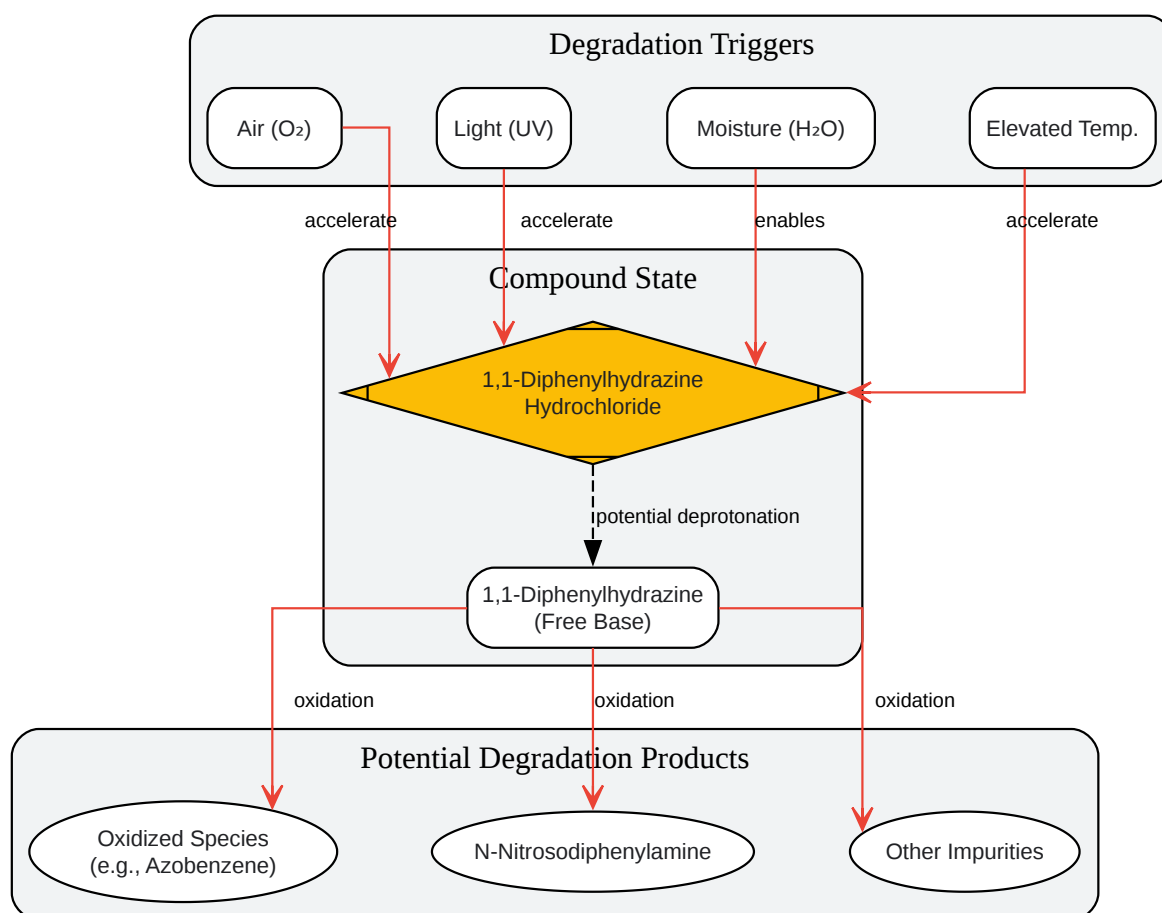 Degradation Triggers
Air (O₂)
Light (UV)
Moisture (H₂O)
Elevated Temp.
accelerate
accelerate
enables
accelerate
Compound State
1,1-Diphenylhydrazine
Hydrochloride
potential deprotonation
1,1-Diphenylhydrazine
(Free Base)
oxidation
oxidation
oxidation
Potential Degradation Products
Oxidized Species
(e.g., Azobenzene)
N-Nitrosodiphenylamine
Other Impurities